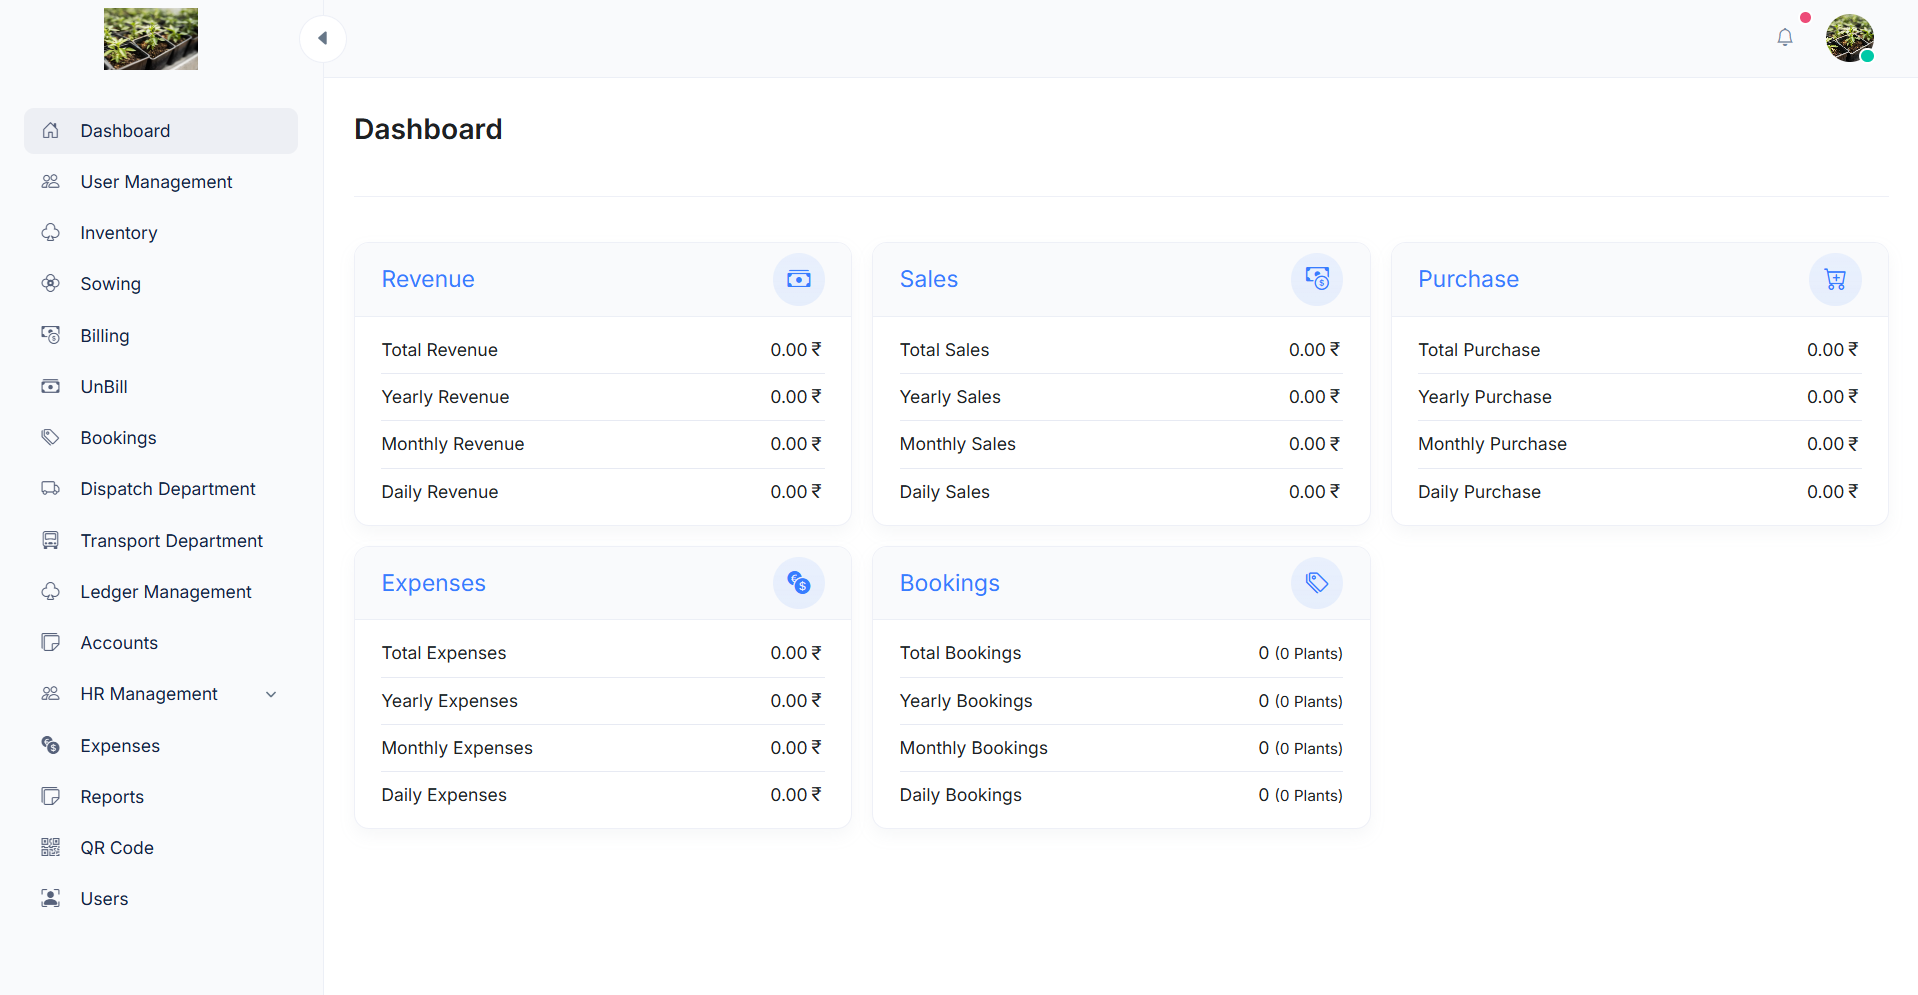 Dashboard
User Management
Inventory
Sowing
Billing
UnBill
Bookings
Dispatch Department
Transport Department
Ledger Management
Accounts
HR Management
Expenses
Reports
QR Code
Users
Dashboard
Revenue
Total Revenue 0.00 ₹
Yearly Revenue 0.00 ₹
Monthly Revenue 0.00 ₹
Daily Revenue 0.00 ₹
Sales
Total Sales 0.00 ₹
Yearly Sales 0.00 ₹
Monthly Sales 0.00 ₹
Daily Sales 0.00 ₹
Purchase
Total Purchase 0.00 ₹
Yearly Purchase 0.00 ₹
Monthly Purchase 0.00 ₹
Daily Purchase 0.00 ₹
Expenses
Total Expenses 0.00 ₹
Yearly Expenses 0.00 ₹
Monthly Expenses 0.00 ₹
Daily Expenses 0.00 ₹
Bookings
Total Bookings 0 (0 Plants)
Yearly Bookings 0 (0 Plants)
Monthly Bookings 0 (0 Plants)
Daily Bookings 0 (0 Plants)